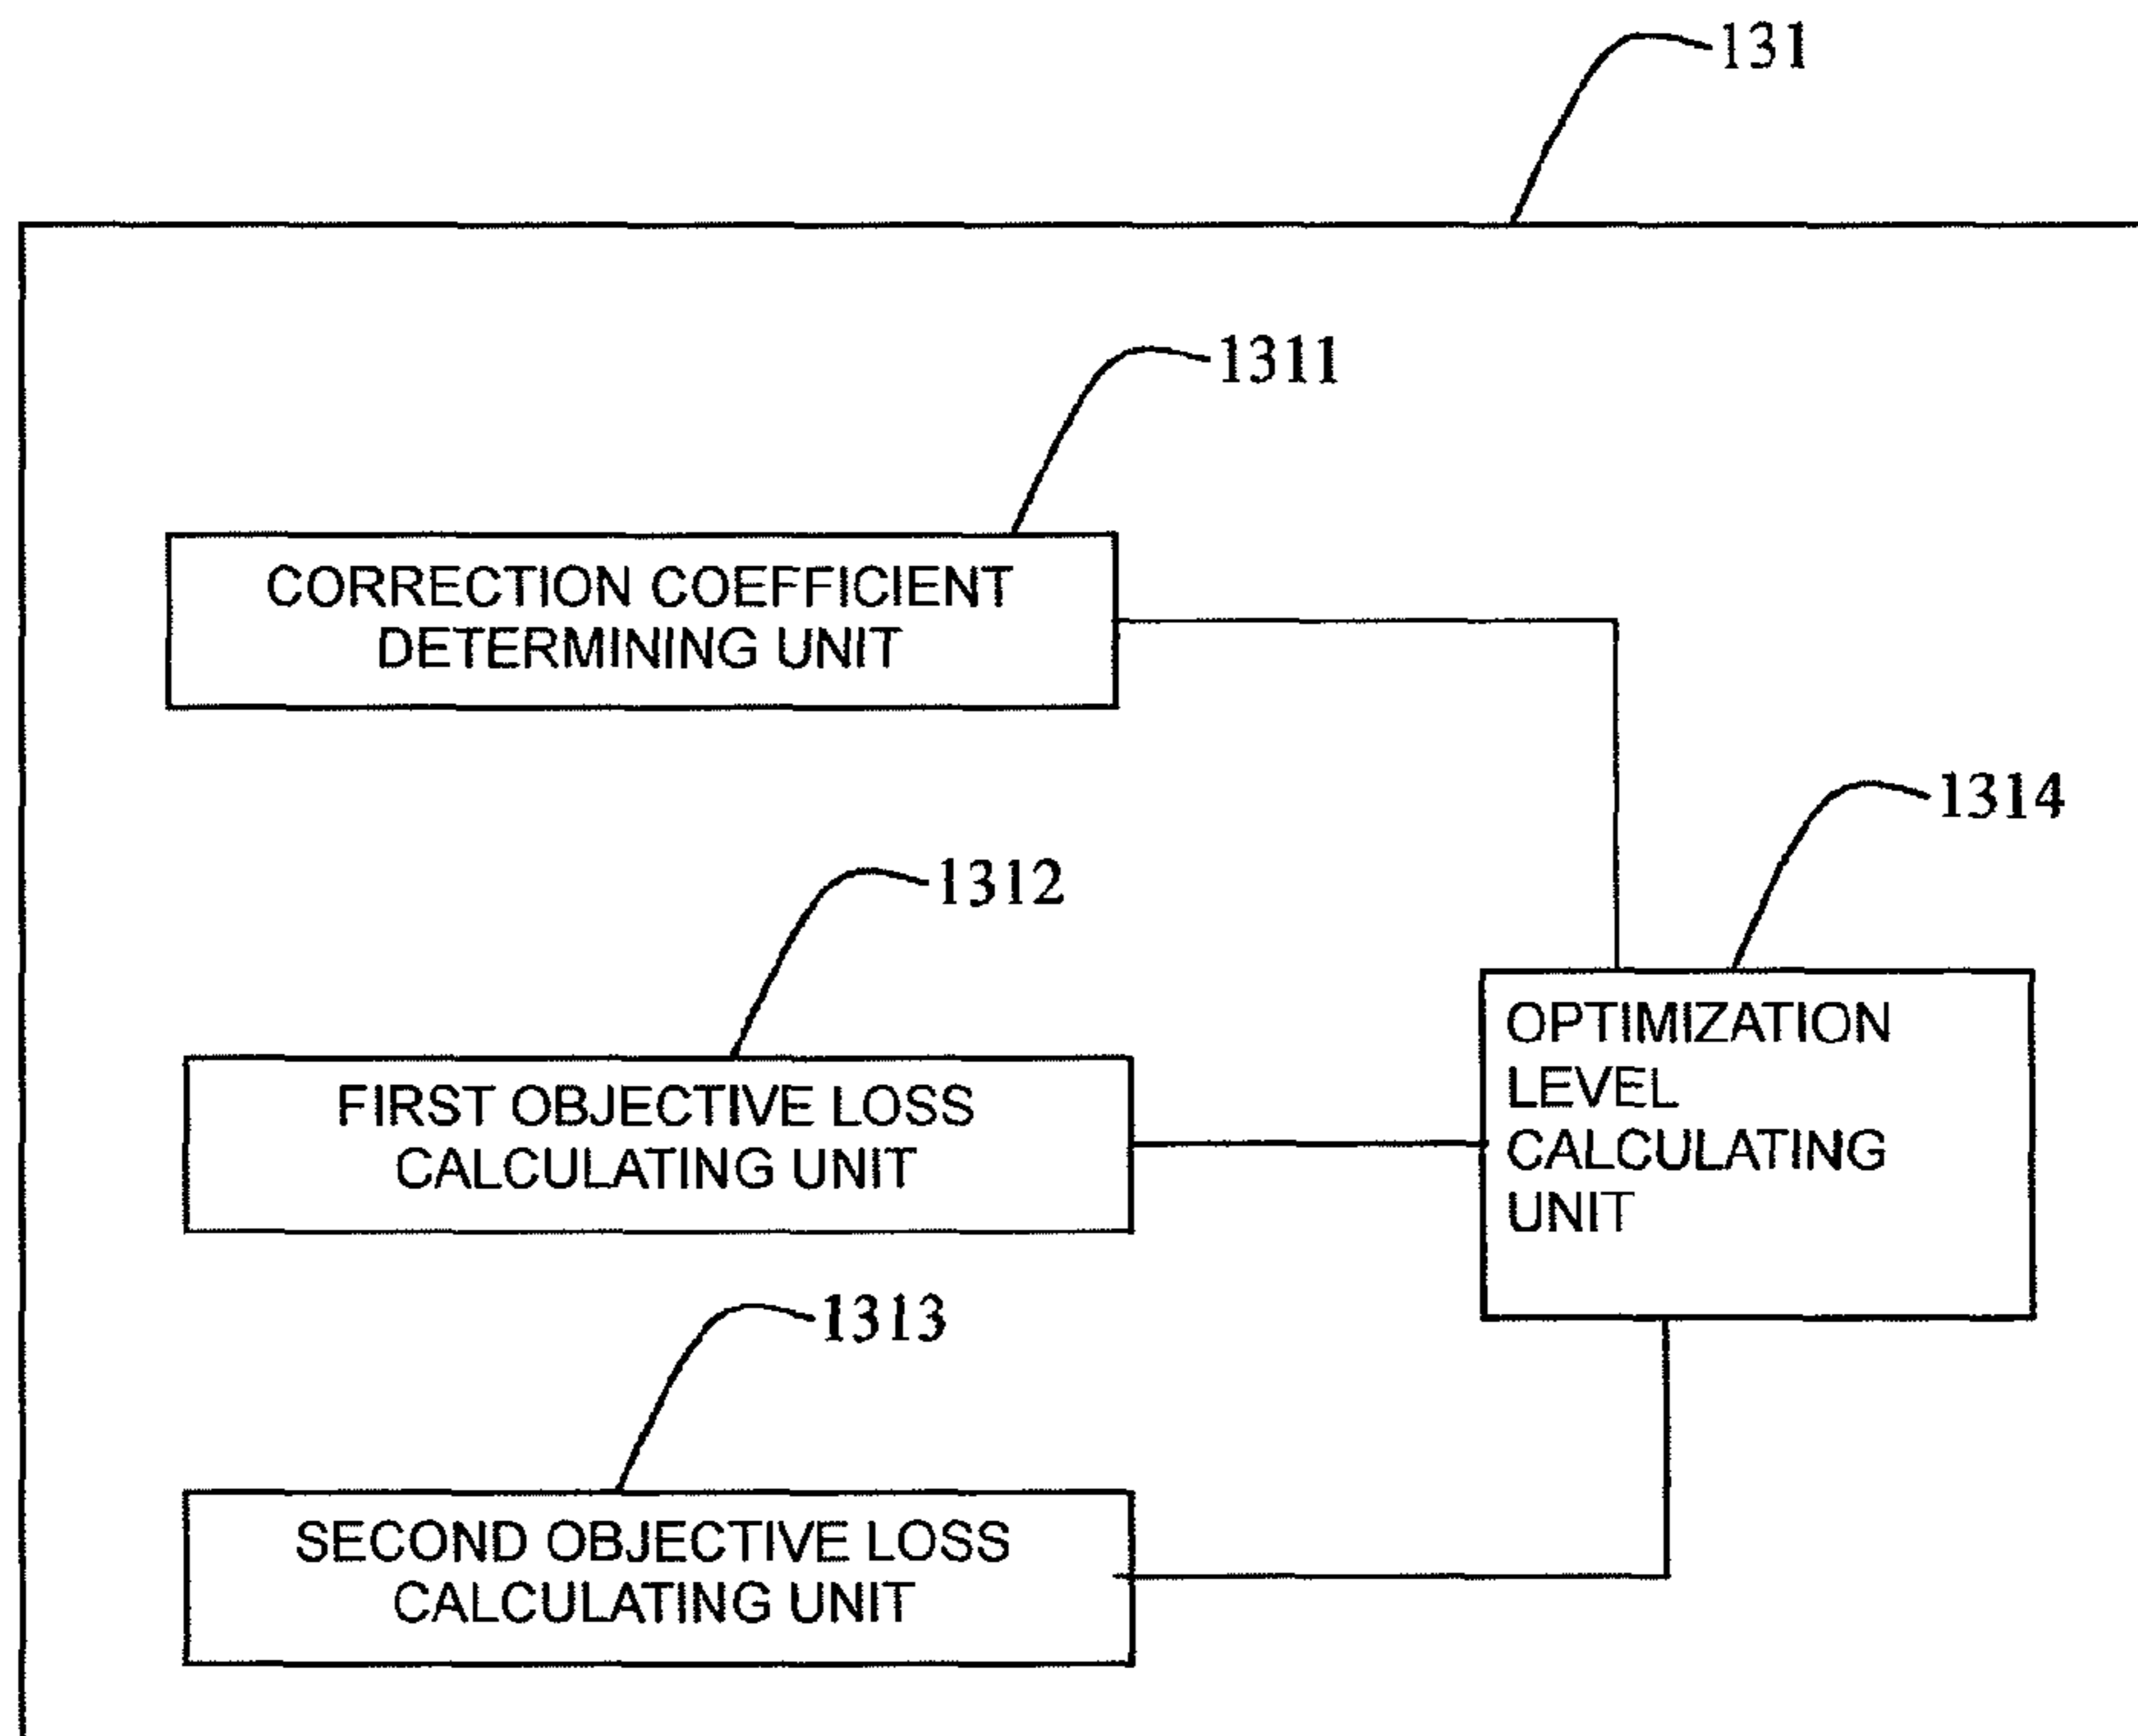 131
1311
CORRECTION COEFFICIENT
DETERMINING UNIT
1314
1312
OPTIMIZATION
LEVEL
CALCULATING
UNIT
FIRST OBJECTIVE LOSS
CALCULATING UNIT
1313
SECOND OBJECTIVE LOSS
CALCULATING UNIT